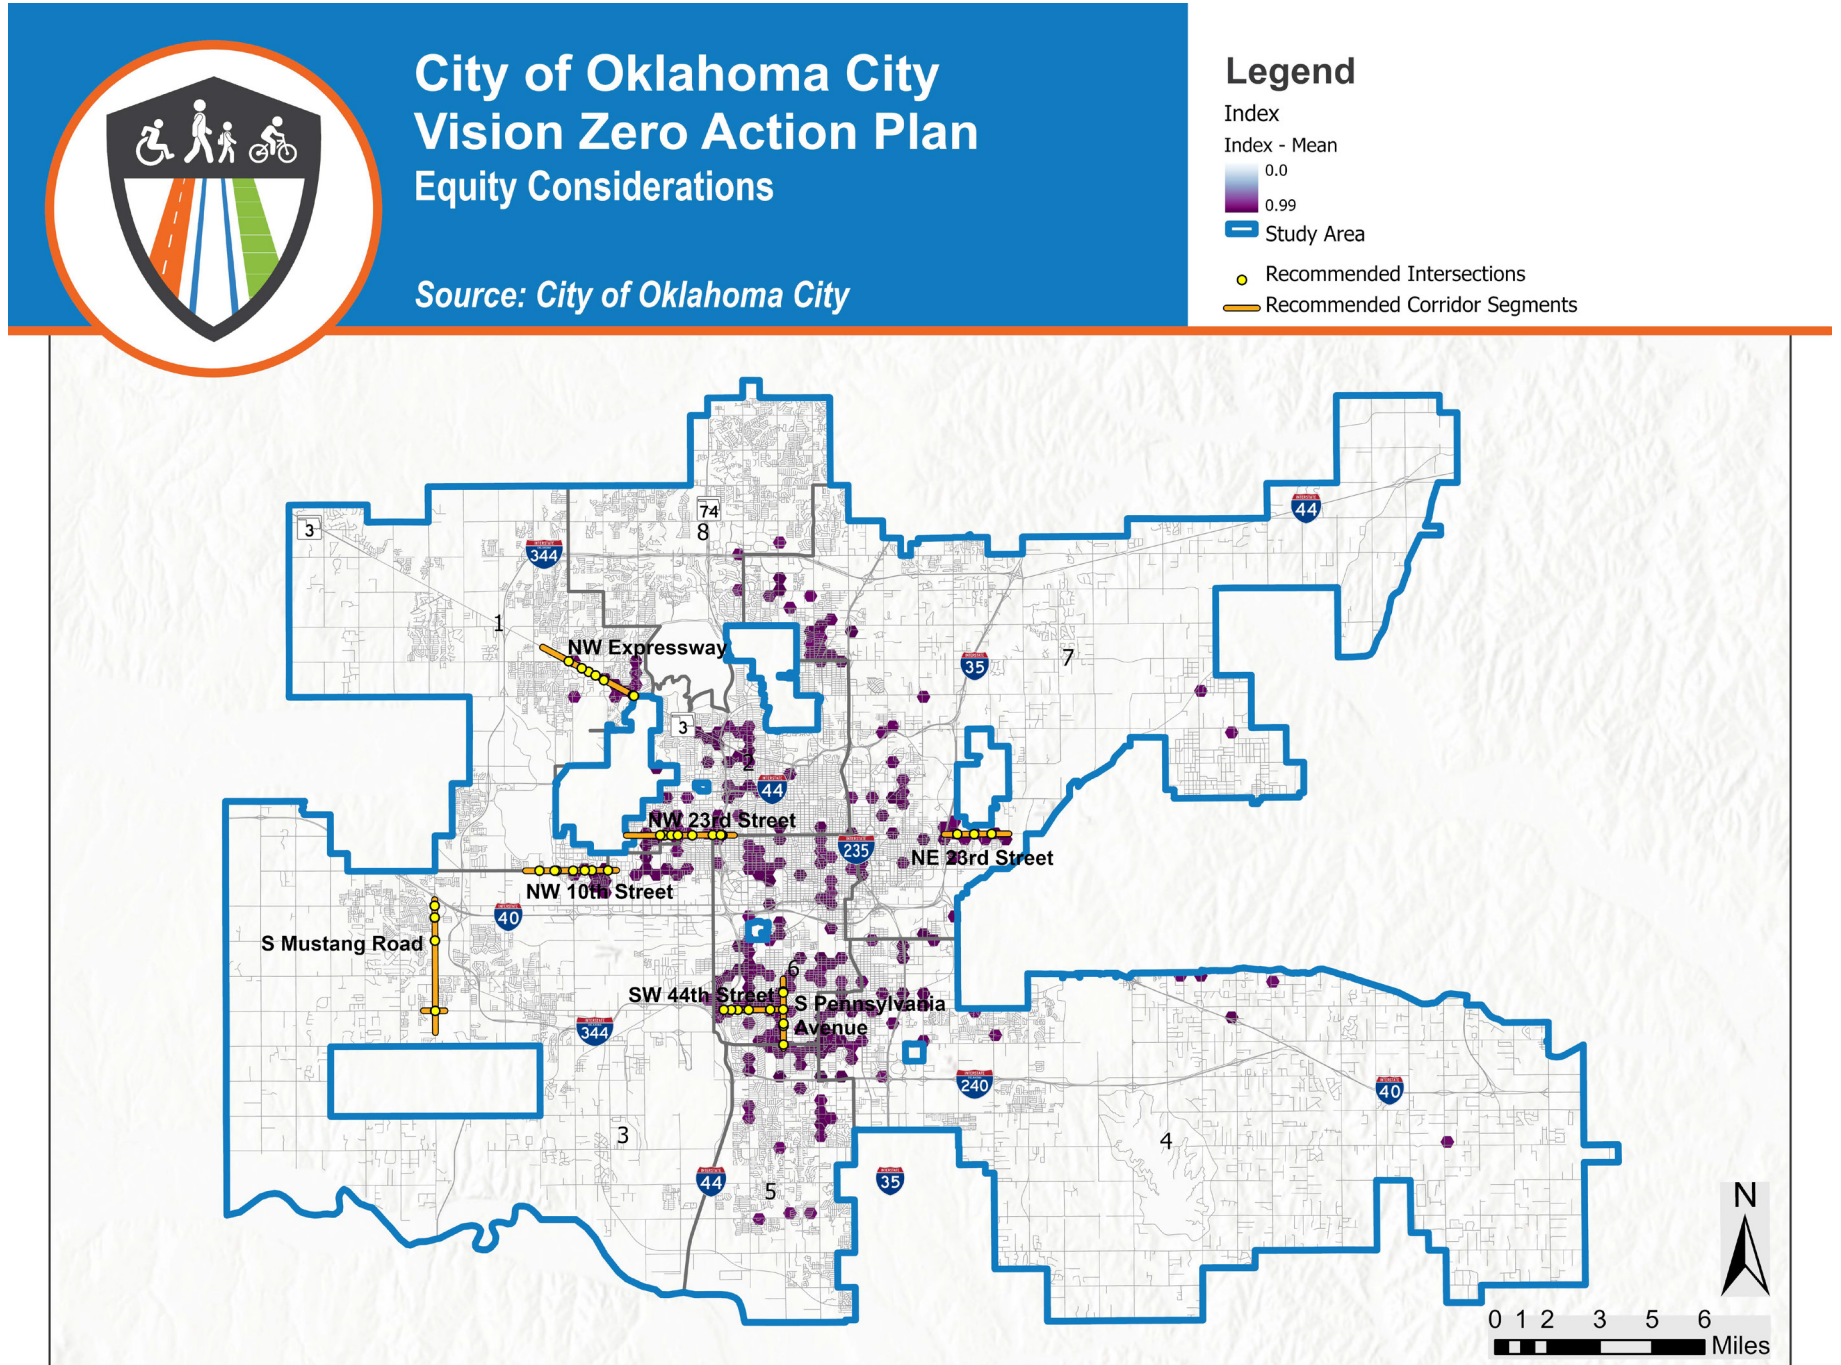 City of Oklahoma City
Vision Zero Action Plan
Equity Considerations
Source: City of Oklahoma City
Legend
Index
Index - Mean
0.0
0.99
Study Area
Recommended Intersections
Recommended Corridor Segments
3
74
8
344
44
1
NW Expressway
35
7
3
2
44
NW 23rd Street
235
NE 23rd Street
NW 10th Street
40
S Mustang Road
6
SW 44th Street
S Pennsylvania
Avenue
344
240
40
3
4
44
35
5
N
0 1 2 3 5 6
Miles